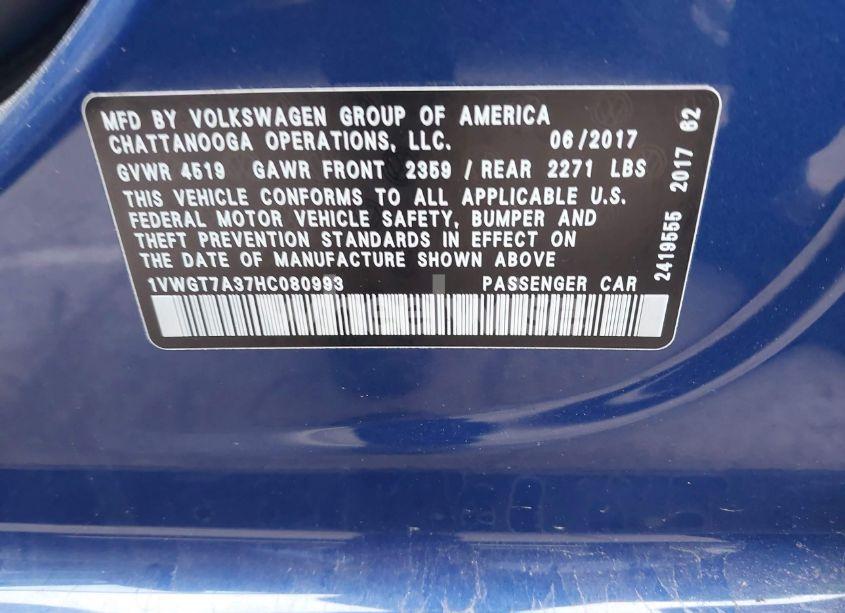 MFD BY VOLKSWAGEN GROUP OF AMERICA
CHATTANOOGA OPERATIONS, LLC. 06/2017
GVWR 4519 GAWR FRONT 2359 / REAR 2271 LBS
THIS VEHICLE CONFORMS TO ALL APPLICABLE U.S.
FEDERAL MOTOR VEHICLE SAFETY, BUMPER AND
THEFT PREVENTION STANDARDS IN EFFECT ON
THE DATE OF MANUFACTURE SHOWN ABOVE
1VWGT7A37HC080993 PASSENGER CAR
2419555 2017 62